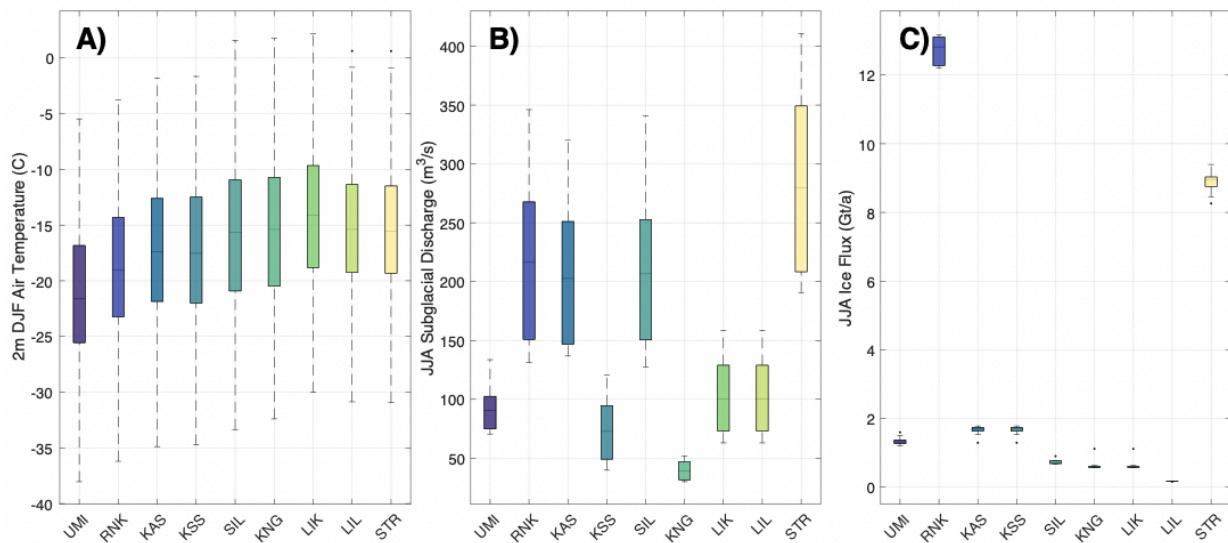 A)
2m DJF Air Temperature (C)
0
-5
-10
-15
-20
-25
-30
-35
-40
UMI
RNK
KAS
KSS
SIL
KNG
LIK
LIL
STR
B)
JJA Subglacial Discharge (m³/s)
400
350
300
250
200
150
100
50
UMI
RNK
KAS
KSS
SIL
KNG
LIK
LIL
STR
C)
JJA Ice Flux (Gt/a)
12
10
8
6
4
2
0
UMI
RNK
KAS
KSS
SIL
KNG
LIK
LIL
STR